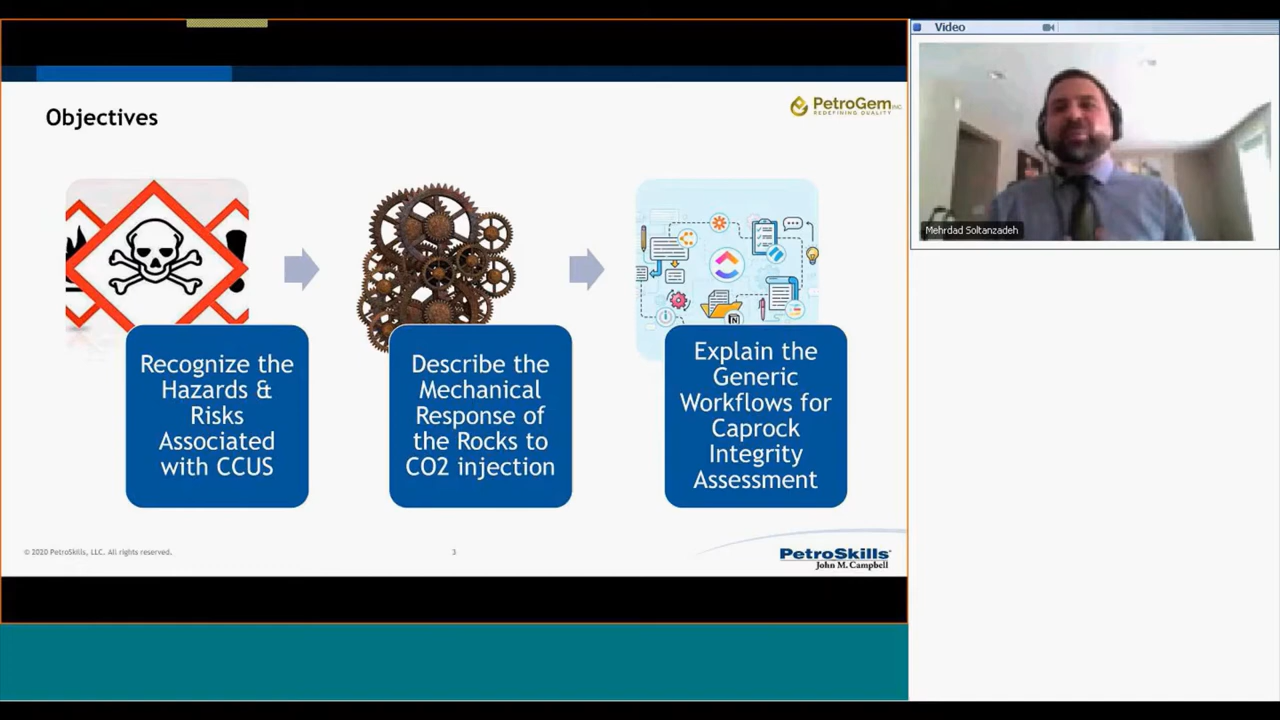 Video
Objectives
PetroGem INC
REDEFINING QUALITY
Mehrdad Soltanzadeh
Recognize the
Hazards &
Risks
Associated
with CCUS
Describe the
Mechanical
Response of
the Rocks to
CO2 injection
Explain the
Generic
Workflows for
Caprock
Integrity
Assessment
© 2020 PetroSkills, LLC. All rights reserved.
3
PetroSkills
John M. Campbell